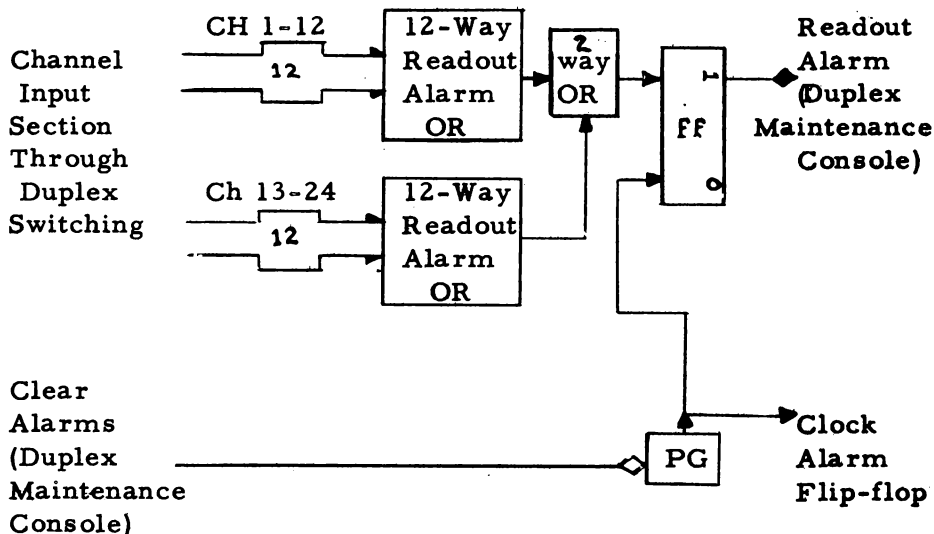 Channel
Input
Section
Through
Duplex
Switching
CH 1-12
12
12-Way
Readout
Alarm
OR
2
way
OR
1
FF
0
Readout
Alarm
(Duplex
Maintenance
Console)
Ch 13-24
12
12-Way
Readout
Alarm
OR
Clear
Alarms
(Duplex
Maintenance
Console)
PG
Clock
Alarm
Flip-flop